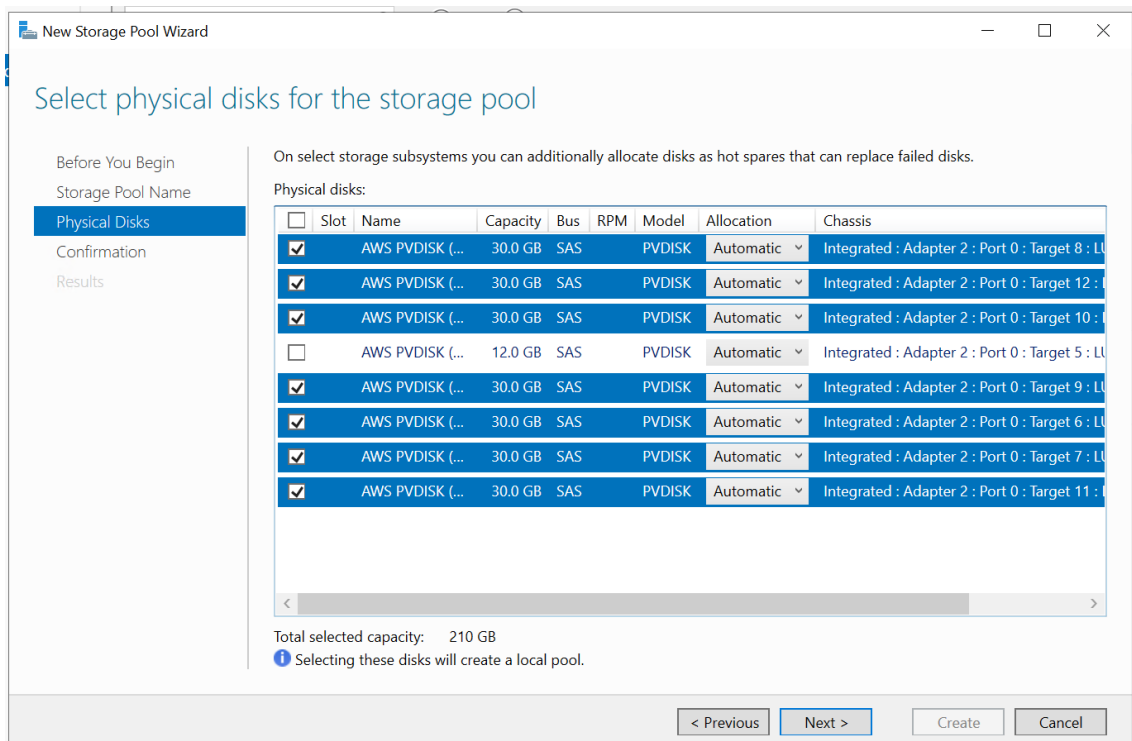 New Storage Pool Wizard
Select physical disks for the storage pool
Before You Begin
Storage Pool Name
Physical Disks
Confirmation
Results
On select storage subsystems you can additionally allocate disks as hot spares that can replace failed disks.
Physical disks:
Slot Name Capacity Bus RPM Model Allocation Chassis
AWS PVDISK (... 30.0 GB SAS PVDISK Automatic Integrated : Adapter 2 : Port 0 : Target 8 : LU
AWS PVDISK (... 30.0 GB SAS PVDISK Automatic Integrated : Adapter 2 : Port 0 : Target 12 :
AWS PVDISK (... 30.0 GB SAS PVDISK Automatic Integrated : Adapter 2 : Port 0 : Target 10 :
AWS PVDISK (... 12.0 GB SAS PVDISK Automatic Integrated : Adapter 2 : Port 0 : Target 5 : LU
AWS PVDISK (... 30.0 GB SAS PVDISK Automatic Integrated : Adapter 2 : Port 0 : Target 9 : LU
AWS PVDISK (... 30.0 GB SAS PVDISK Automatic Integrated : Adapter 2 : Port 0 : Target 6 : LU
AWS PVDISK (... 30.0 GB SAS PVDISK Automatic Integrated : Adapter 2 : Port 0 : Target 7 : LU
AWS PVDISK (... 30.0 GB SAS PVDISK Automatic Integrated : Adapter 2 : Port 0 : Target 11 :
Total selected capacity: 210 GB
Selecting these disks will create a local pool.
< Previous Next > Create Cancel